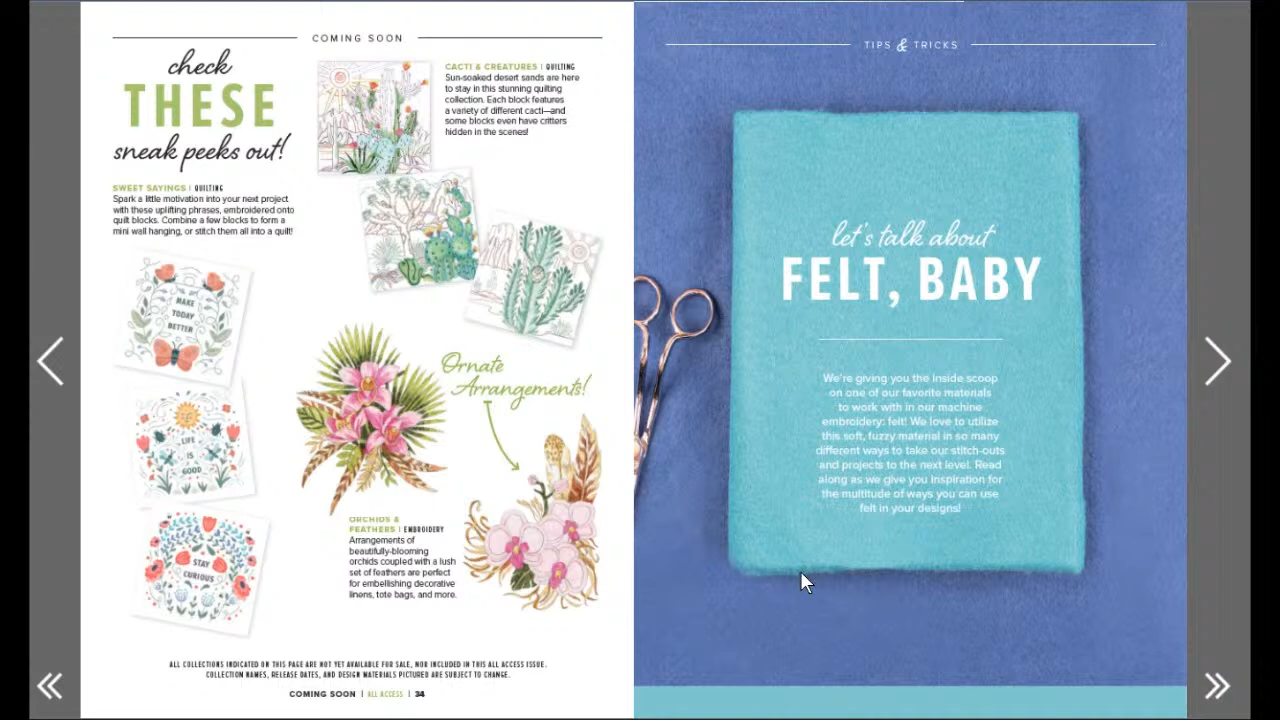 COMING SOON
check
THESE
sneak peeks out!
SWEET SAYINGS | QUILTING
Spark a little motivation into your next project
with these uplifting phrases, embroidered onto
quilt blocks. Combine a few blocks to form a
mini wall hanging, or stitch them all into a quilt!
MAKE
TODAY
BETTER
LIFE
IS
GOOD
STAY
CURIOUS
CACTI & CREATURES | QUILTING
Sun-soaked desert sands are here
to stay in this stunning quilting
collection. Each block features
a variety of different cacti—and
some blocks even have critters
hidden in the scenes!
Ornate
Arrangements!
ORCHIDS &
FEATHERS | EMBROIDERY
Arrangements of
beautifully-blooming
orchids coupled with a lush
set of feathers are perfect
for embellishing decorative
linens, tote bags, and more.
ALL COLLECTIONS INDICATED ON THIS PAGE ARE NOT YET AVAILABLE FOR SALE, NOR INCLUDED IN THIS ALL ACCESS ISSUE.
COLLECTION NAMES, RELEASE DATES, AND DESIGN MATERIALS PICTURED ARE SUBJECT TO CHANGE.
COMING SOON | ALL ACCESS | 34
TIPS & TRICKS
let's talk about
FELT, BABY
We're giving you the inside scoop
on one of our favorite materials
to work with in our machine
embroidery: felt! We love to utilize
this soft, fuzzy material in so many
different ways to take our stitch-outs
and projects to the next level. Read
along as we give you inspiration for
the multitude of ways you can use
felt in your designs!